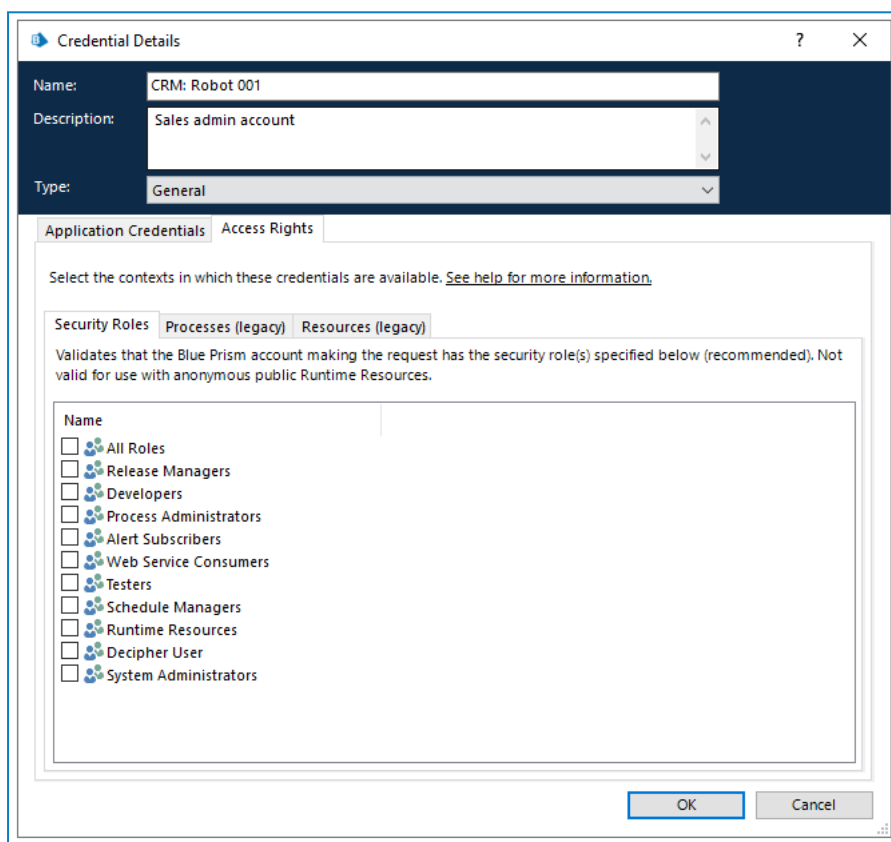 Credential Details
Name:
CRM: Robot 001
Description:
Sales admin account
Type:
General
Application Credentials
Access Rights
Select the contexts in which these credentials are available. See help for more information.
Security Roles
Processes (legacy)
Resources (legacy)
Validates that the Blue Prism account making the request has the security role(s) specified below (recommended). Not
valid for use with anonymous public Runtime Resources.
Name
All Roles
Release Managers
Developers
Process Administrators
Alert Subscribers
Web Service Consumers
Testers
Schedule Managers
Runtime Resources
Decipher User
System Administrators
OK
Cancel